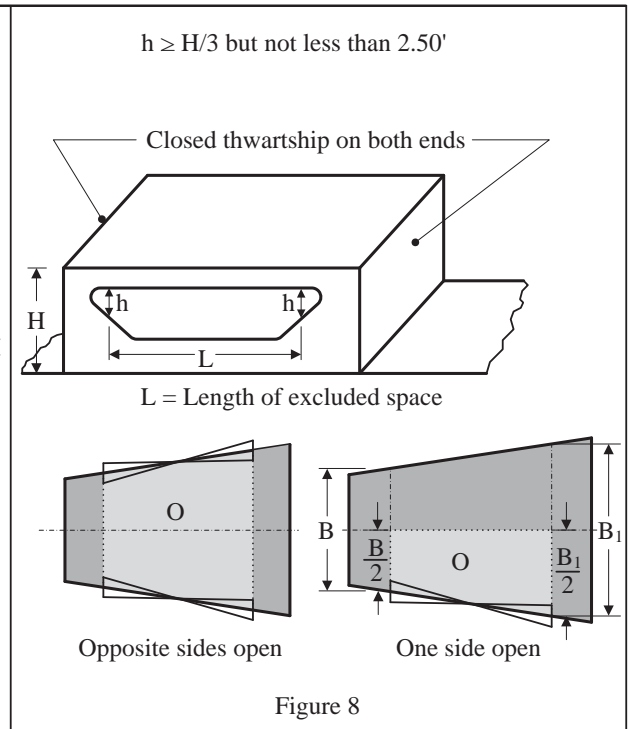 h ≥ H/3 but not less than 2.50'
Closed thwartship on both ends
h h
H
L
L = Length of excluded space
O
B
B/2
O
B₁/2
B₁
Opposite sides open One side open
Figure 8